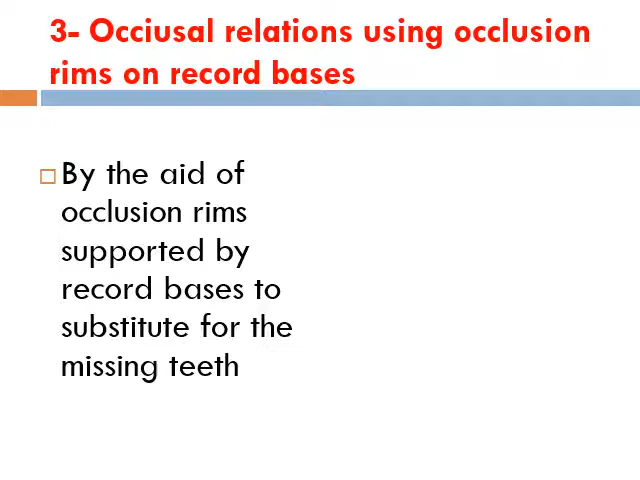 3- Occiusal relations using occlusion
rims on record bases
By the aid of
occlusion rims
supported by
record bases to
substitute for the
missing teeth